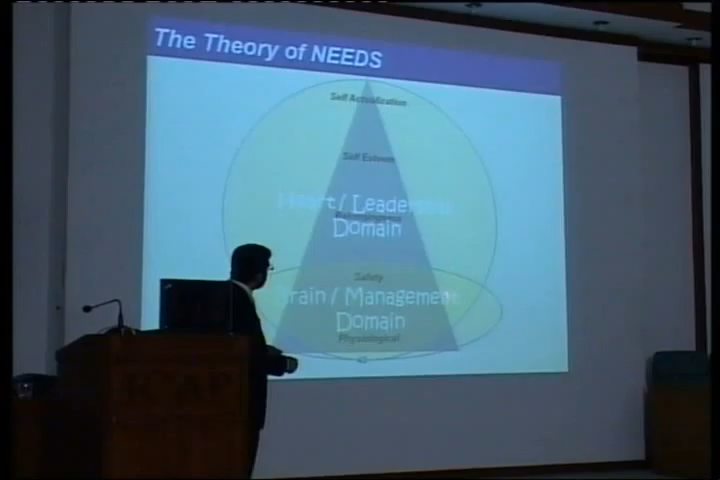 The Theory of NEEDS
Self Actualization
Self Esteem
Heart / Leadership
Domain
Safety
Brain / Management
Domain
Physiological